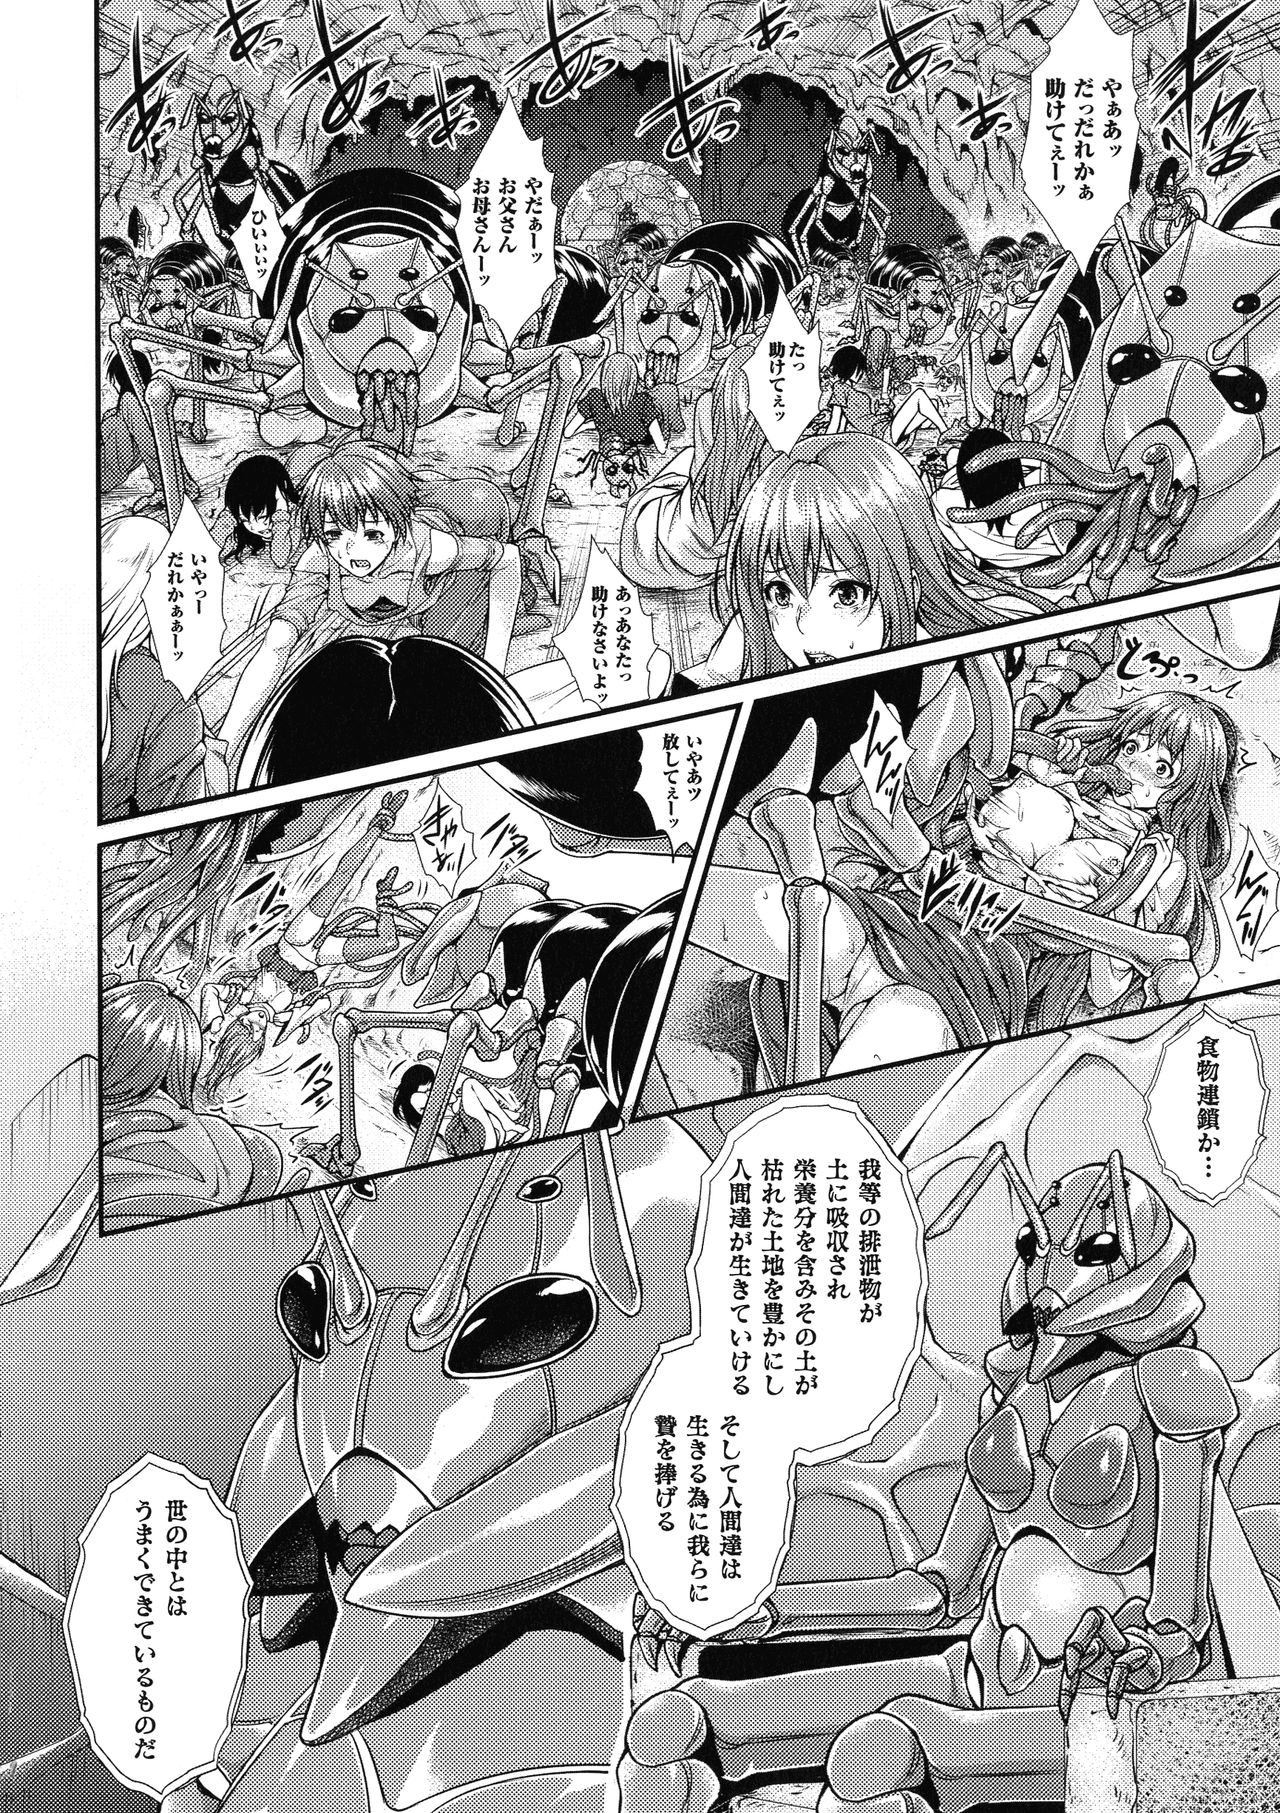 やぁあッ
だっだれかぁ
助けてぇーッ
やだぁーッ
お父さん
お母さんーッ
ひぃぃぃッ
たっ
助けてぇッ
あっあなたっ
助けなさいよッ
いやっー
だれかぁぁーッ
どぷっ
いやあッ
放してぇーッ
食物連鎖か…
我等の排泄物が
土に吸収され
栄養分を含みその土が
枯れた土地を豊かにし
人間達が生きていける
そして人間達は
生きる為に我らに
贄を捧げる
世の中とは
うまくできているものだ